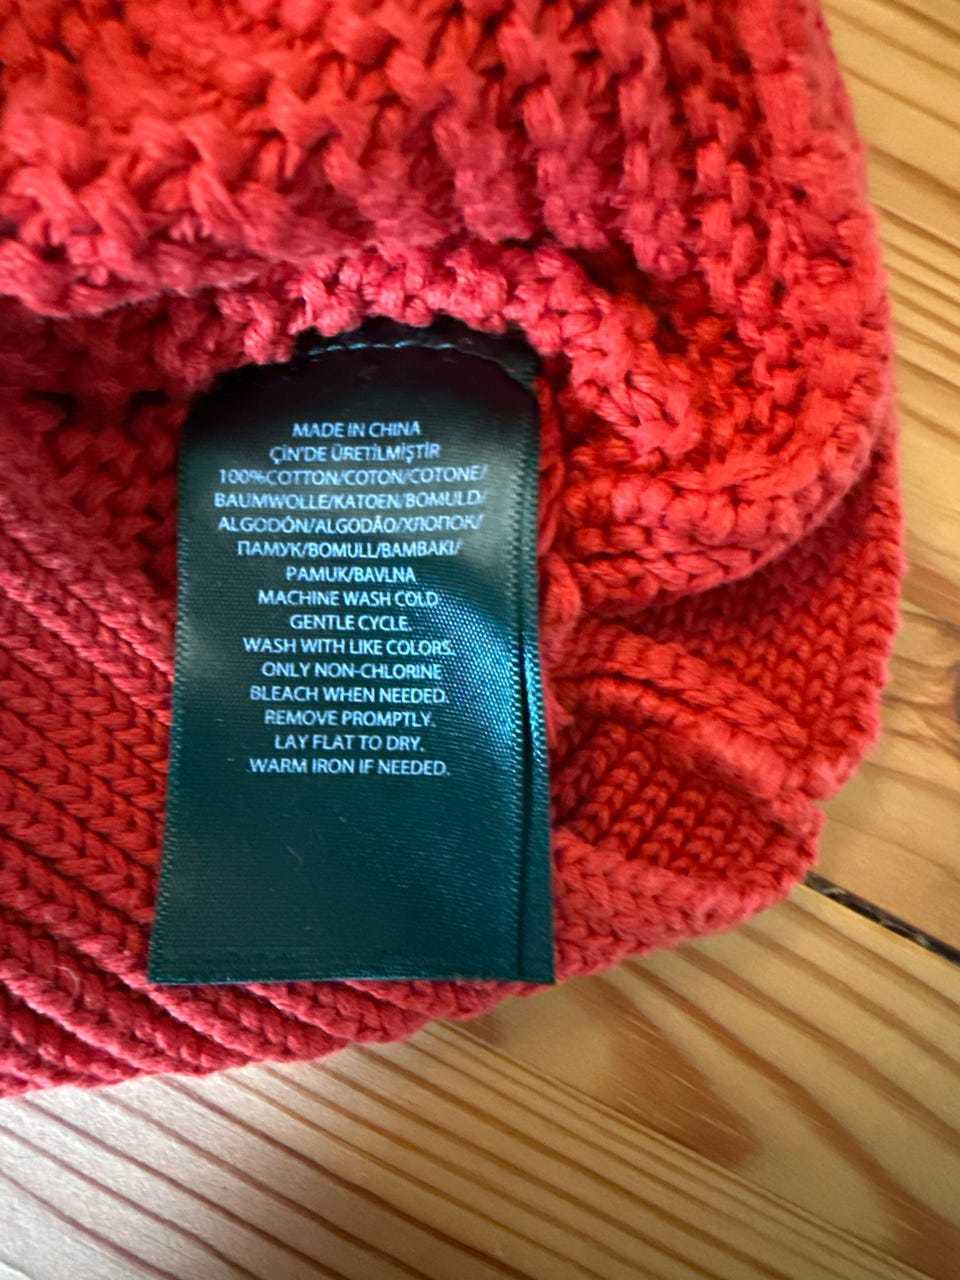 MADE IN CHINA
ÇİN'DE ÜRETİLMİŞTİR
100%COTTON/COTON/COTONE/
BAUMWOLLE/KATOEN/BOMULD/
ALGODÓN/ALGODÃO/ХЛОПОК/
ПАМУК/BOMULL/BAMBAKI/
PAMUK/BAVLNA
MACHINE WASH COLD
GENTLE CYCLE.
WASH WITH LIKE COLORS.
ONLY NON-CHLORINE
BLEACH WHEN NEEDED.
REMOVE PROMPTLY.
LAY FLAT TO DRY.
WARM IRON IF NEEDED.